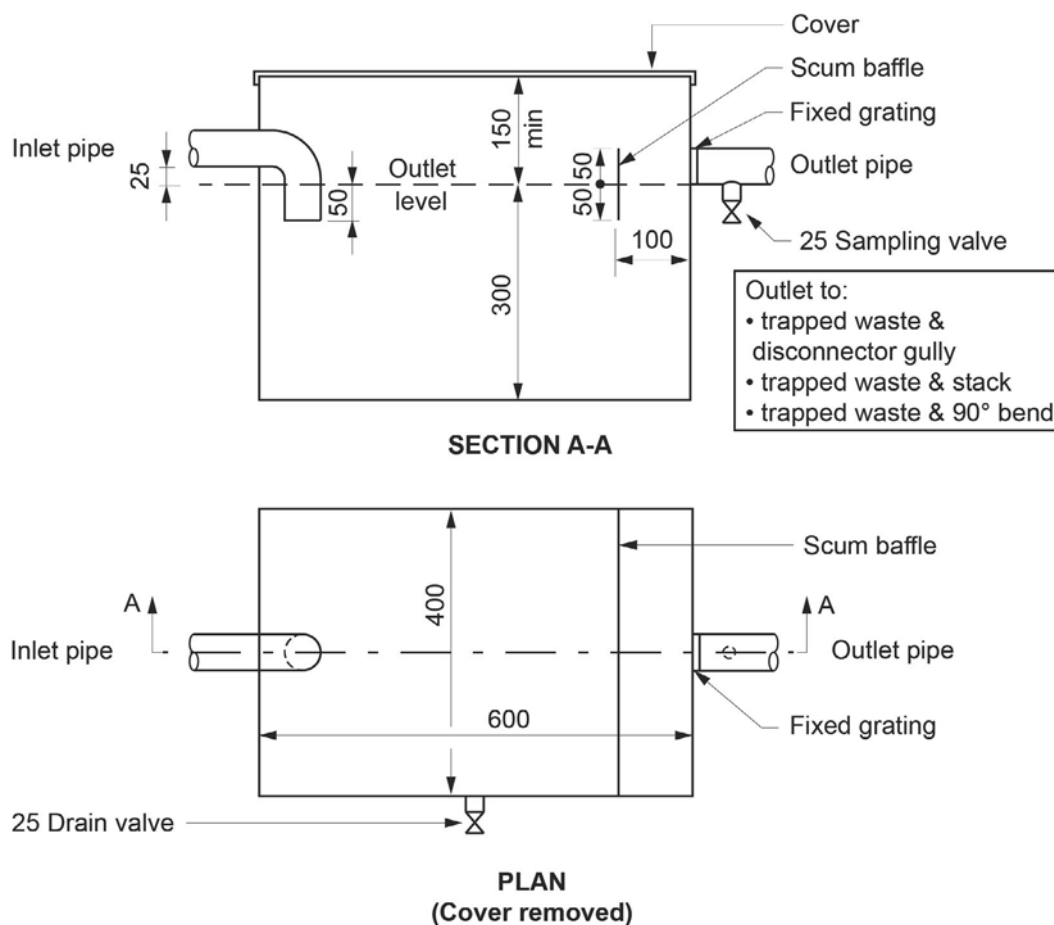 Cover
Scum baffle
Fixed grating
Inlet pipe
25
50
Outlet
level
150
min
300
50
50
100
Outlet pipe
25 Sampling valve
Outlet to:
• trapped waste &
disconnector gully
• trapped waste & stack
• trapped waste & 90° bend
SECTION A-A
Scum baffle
A
A
400
Inlet pipe
Outlet pipe
600
Fixed grating
25 Drain valve
PLAN
(Cover removed)